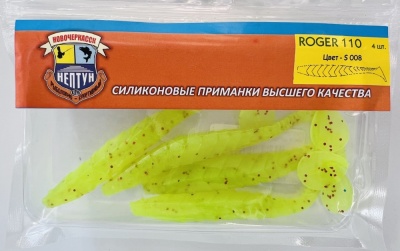 НОВОЧЕРКАССК
НЕПТУН
ROGER 110
4 шт.
Цвет - S 008
СИЛИКОНОВЫЕ ПРИМАНКИ ВЫСШЕГО КАЧЕСТВА